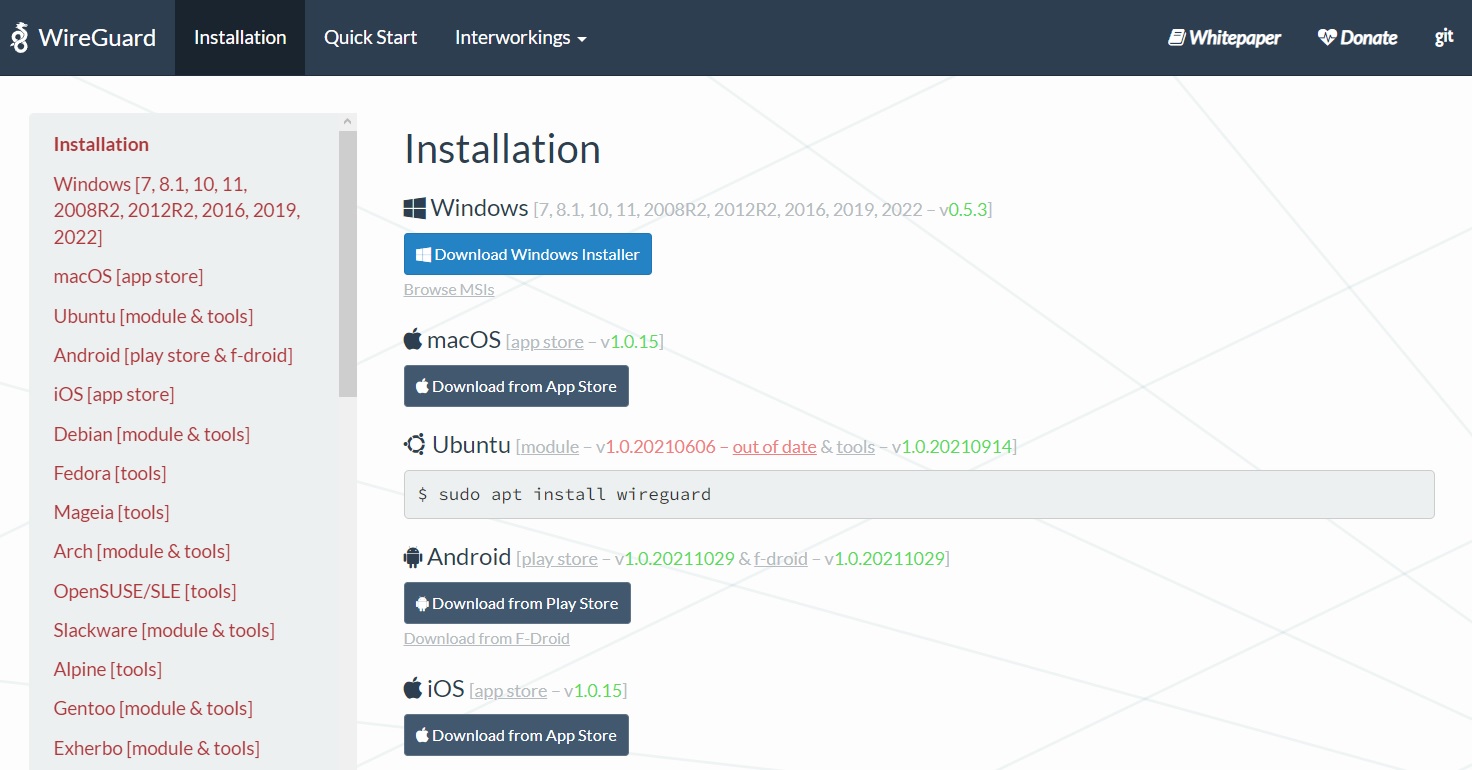 WireGuard
Installation
Quick Start
Interworkings
Whitepaper
Donate
git
Installation
Windows [7, 8.1, 10, 11,
2008R2, 2012R2, 2016, 2019,
2022]
macOS [app store]
Ubuntu [module & tools]
Android [play store & f-droid]
iOS [app store]
Debian [module & tools]
Fedora [tools]
Mageia [tools]
Arch [module & tools]
OpenSUSE/SLE [tools]
Slackware [module & tools]
Alpine [tools]
Gentoo [module & tools]
Exherbo [module & tools]
Installation
Windows [7, 8.1, 10, 11, 2008R2, 2012R2, 2016, 2019, 2022 – v0.5.3]
Download Windows Installer
Browse MSIs
macOS [app store – v1.0.15]
Download from App Store
Ubuntu [module – v1.0.20210606 – out of date & tools – v1.0.20210914]
$ sudo apt install wireguard
Android [play store – v1.0.20211029 & f-droid – v1.0.20211029]
Download from Play Store
Download from F-Droid
iOS [app store – v1.0.15]
Download from App Store